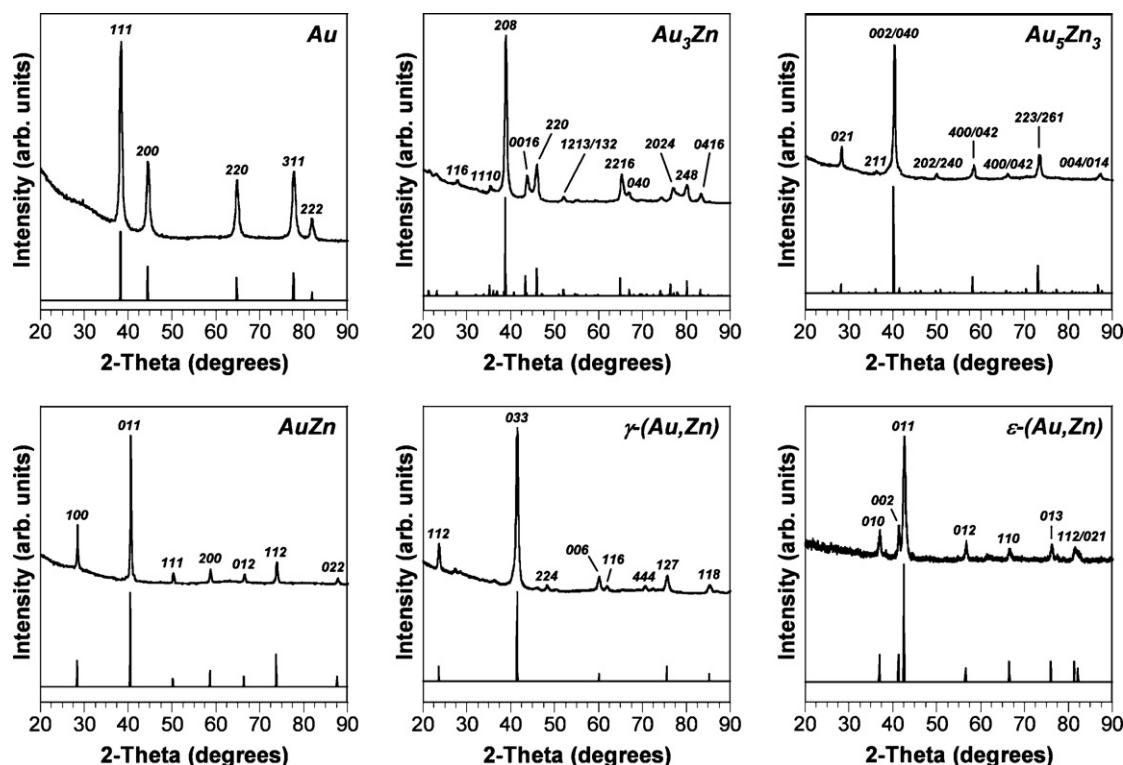 Au
111
200
220
311
222
Intensity (arb. units)
20 30 40 50 60 70 80 90
2-Theta (degrees)
Au3Zn
208
0016
220
1213/132
2024
0416
116
1110
2216
040
248
Intensity (arb. units)
20 30 40 50 60 70 80 90
2-Theta (degrees)
Au5Zn3
002/040
021
211
202/240
400/042
400/042
223/261
004/014
Intensity (arb. units)
20 30 40 50 60 70 80 90
2-Theta (degrees)
AuZn
011
100
111
200
012
112
022
Intensity (arb. units)
20 30 40 50 60 70 80 90
2-Theta (degrees)
γ-(Au,Zn)
033
112
224
006
116
444
127
118
Intensity (arb. units)
20 30 40 50 60 70 80 90
2-Theta (degrees)
ε-(Au,Zn)
011
002
010
012
110
013
112/021
Intensity (arb. units)
20 30 40 50 60 70 80 90
2-Theta (degrees)